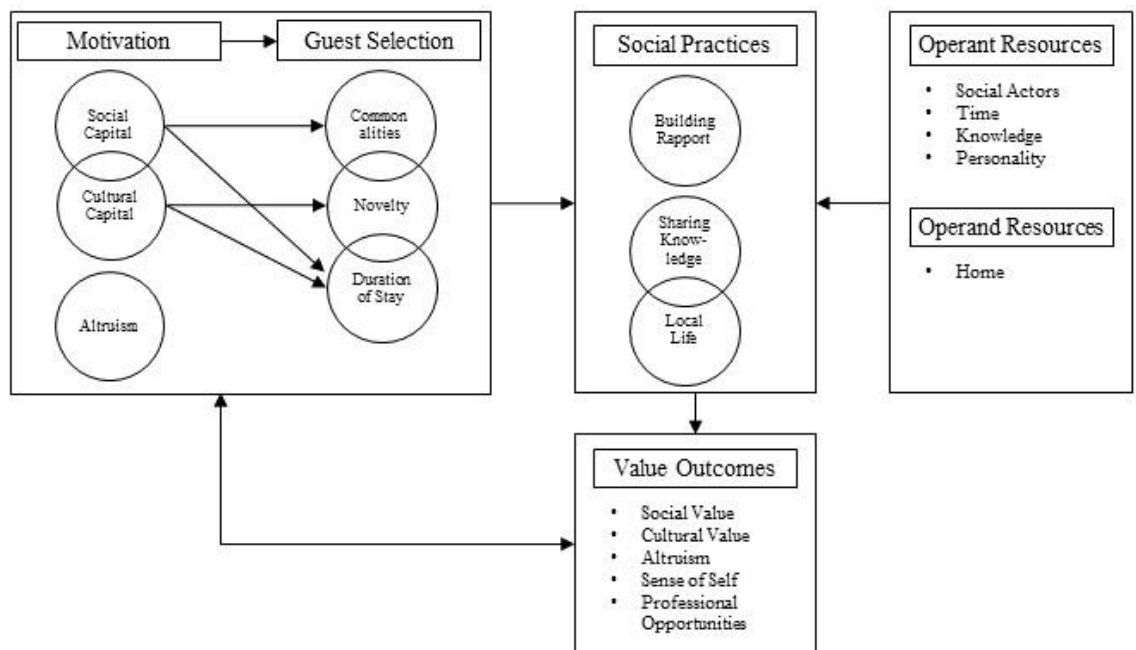 Motivation
Guest Selection
Social
Capital
Cultural
Capital
Altruism
Common
alities
Novelty
Duration
of Stay
Social Practices
Building
Rapport
Sharing
Know-
ledge
Local
Life
Operant Resources
• Social Actors
• Time
• Knowledge
• Personality
Operand Resources
• Home
Value Outcomes
• Social Value
• Cultural Value
• Altruism
• Sense of Self
• Professional
Opportunities